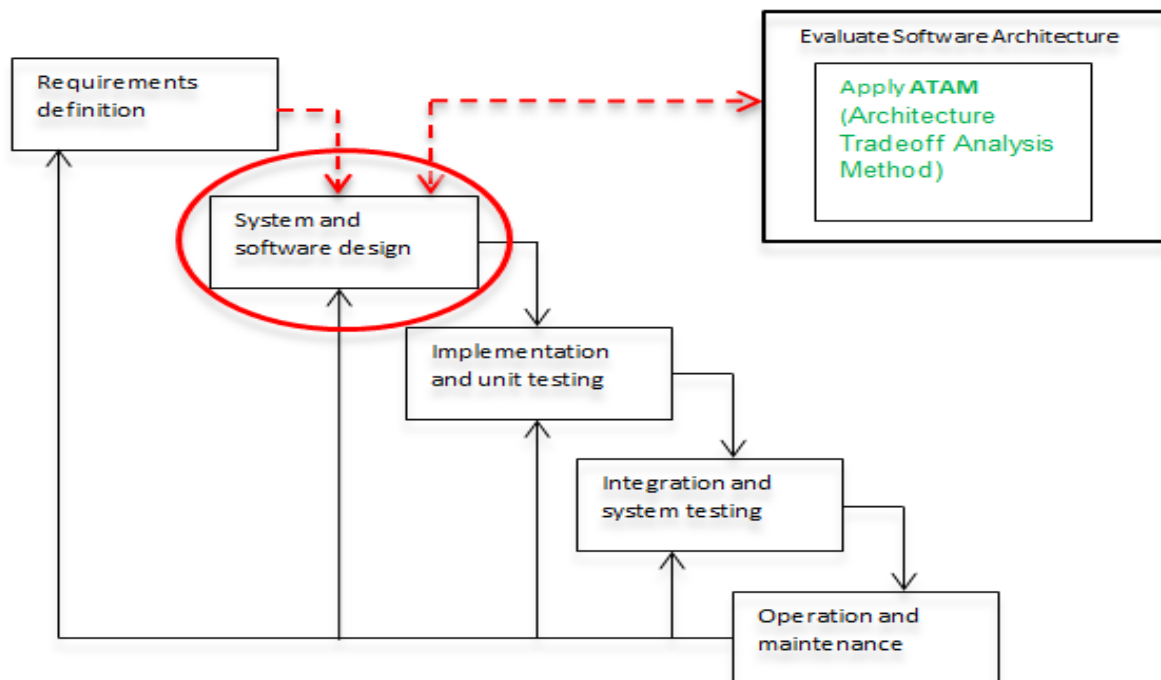 Evaluate Software Architecture
Requirements
definition
Apply ATAM
(Architecture
Tradeoff Analysis
Method)
System and
software design
Implementation
and unit testing
Integration and
system testing
Operation and
maintenance